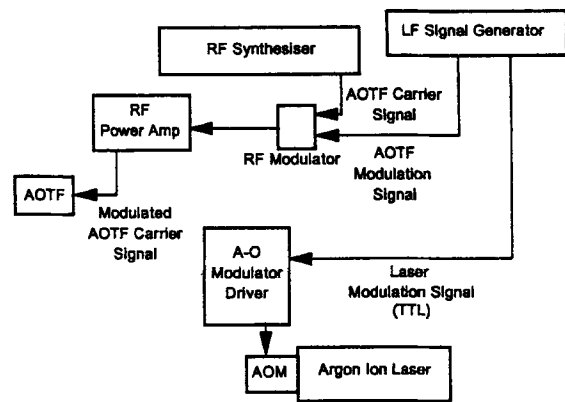 RF Synthesiser
LF Signal Generator
RF
Power Amp
AOTF Carrier
Signal
RF Modulator
AOTF
Modulation
Signal
AOTF
Modulated
AOTF Carrier
Signal
A-O
Modulator
Driver
Laser
Modulation Signal
(TTL)
AOM
Argon Ion Laser